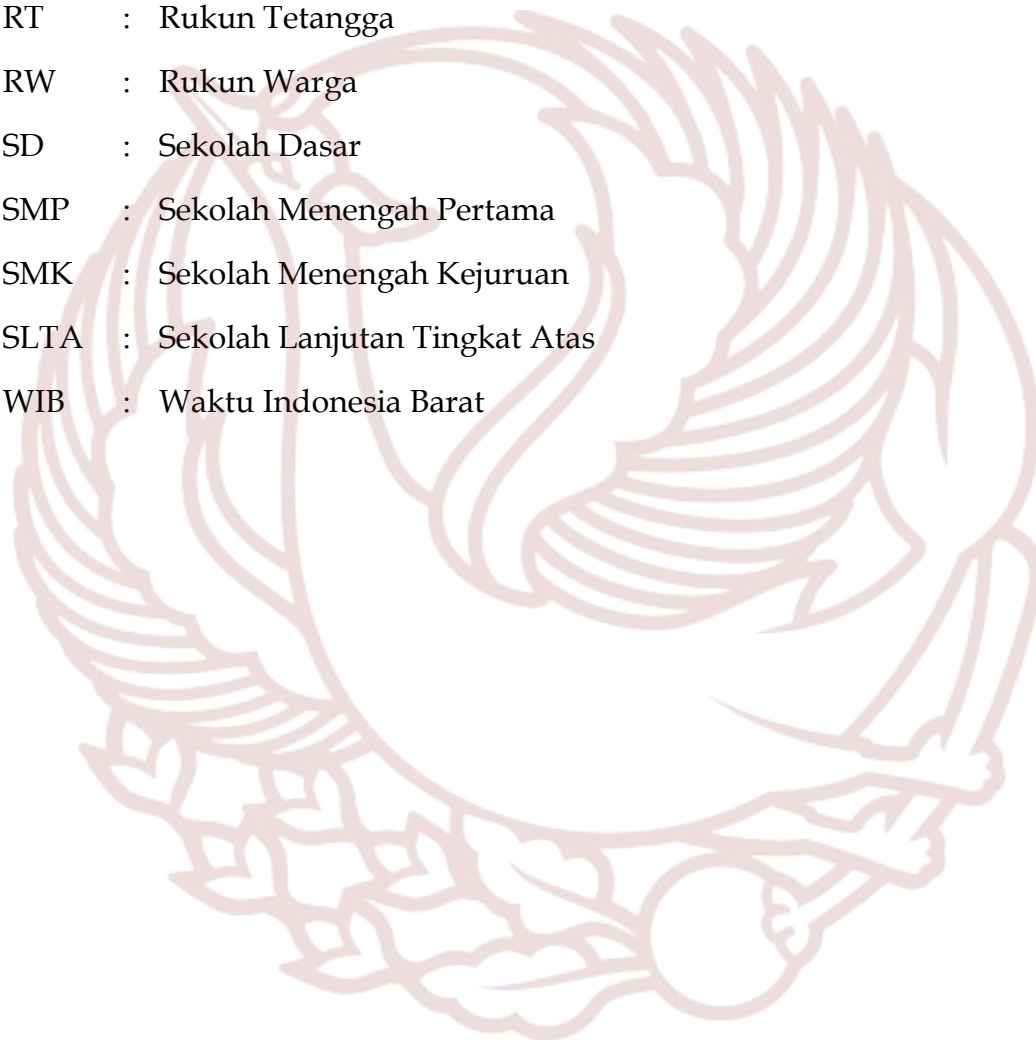 RT : Rukun Tetangga
RW : Rukun Warga
SD : Sekolah Dasar
SMP : Sekolah Menengah Pertama
SMK : Sekolah Menengah Kejuruan
SLTA : Sekolah Lanjutan Tingkat Atas
WIB : Waktu Indonesia Barat